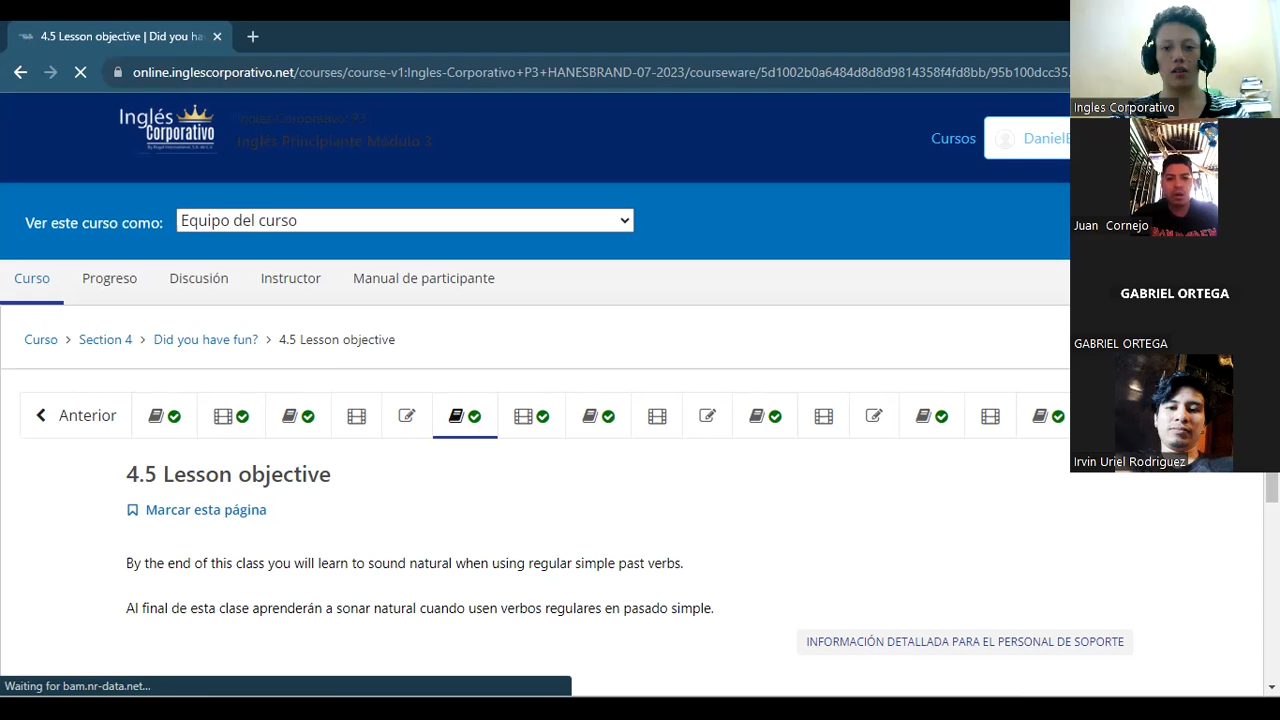 4.5 Lesson objective | Did you ha
online.inglescorporativo.net/courses/course-v1:Ingles-Corporativo+P3+HANESBRAND-07-2023/courseware/5d1002b0a6484d8d8d9814358f4fd8bb/95b100dcc35.
Inglés Corporativo
Inglés Principiante Módulo 3
Cursos
DanielE
Ver este curso como:
Equipo del curso
Curso
Progreso
Discusión
Instructor
Manual de participante
Curso > Section 4 > Did you have fun? > 4.5 Lesson objective
Anterior
4.5 Lesson objective
Marcar esta página
By the end of this class you will learn to sound natural when using regular simple past verbs.
Al final de esta clase aprenderán a sonar natural cuando usen verbos regulares en pasado simple.
INFORMACIÓN DETALLADA PARA EL PERSONAL DE SOPORTE
Waiting for bam.nr-data.net...
Ingles Corporativo
Juan Cornejo
GABRIEL ORTEGA
GABRIEL ORTEGA
Irvin Uriel Rodriguez